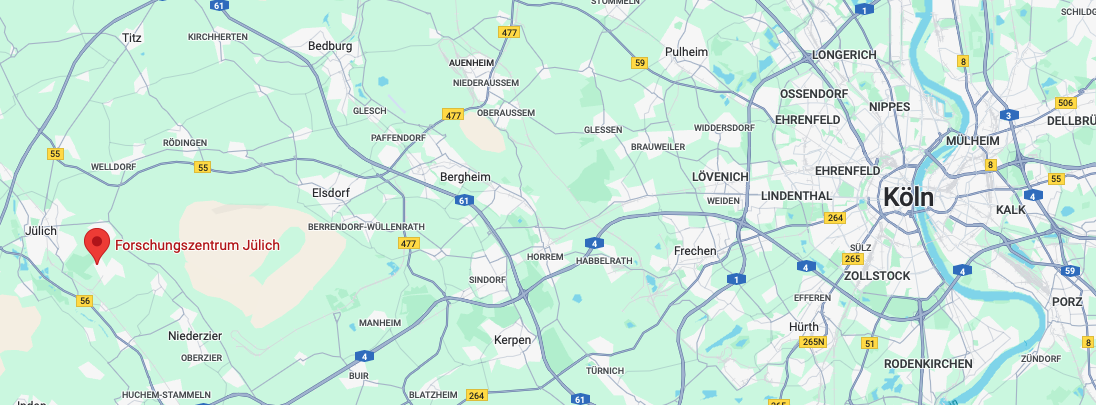 61
STOMMELN
1
SCHILDG
Titz
KIRCHHERTEN
477
Bedburg
Pulheim
LONGERICH
AUENHEIM
59
8
NIEDERAUSSEM
OSSENDORF
NIPPES
506
GLESCH
477
OBERAUSSEM
EHRENFELD
3
DELLBRÜ
PAFFENDORF
GLESSEN
WIDDERSDORF
RÖDINGEN
BRAUWEILER
MÜLHEIM
55
WELLDORF
55
Bergheim
LÖVENICH
EHRENFELD
8
55
Elsdorf
61
WEIDEN
LINDENTHAL
Köln
4
KALK
264
BERRENDORF-WÜLLENRATH
Jülich
Forschungszentrum Jülich
477
4
Frechen
SÜLZ
HORREM
HABBELRATH
265
SINDORF
1
4
ZOLLSTOCK
4
59
56
EFFEREN
PORZ
MANHEIM
Hürth
Niederzier
Kerpen
265N
51
8
OBERZIER
4
RODENKIRCHEN
ZÜNDORF
BUIR
TÜRNICH
HUCHEM-STAMMELN
BLATZHEIM
264
61
265